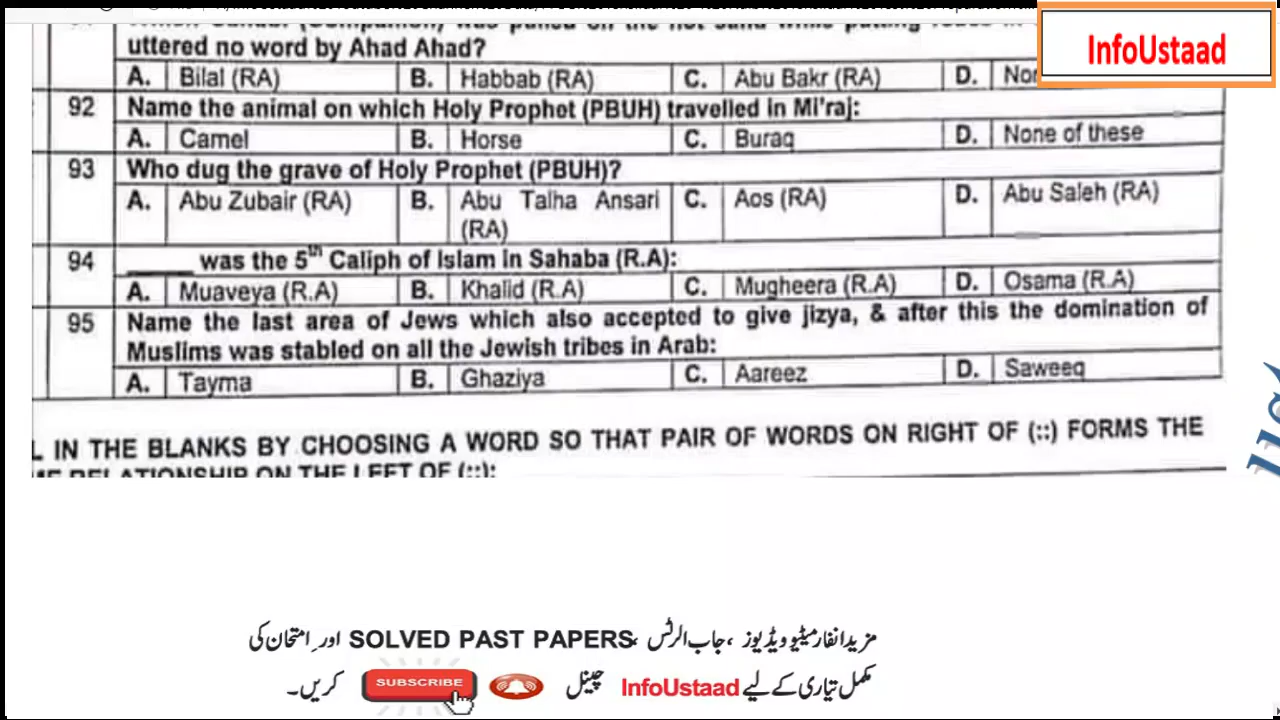 InfoUstaad
uttered no word by Ahad Ahad?
A. Bilal (RA) B. Habbab (RA) C. Abu Bakr (RA) D.
92 Name the animal on which Holy Prophet (PBUH) travelled in Mi'raj:
A. Camel B. Horse C. Buraq D. None of these
93 Who dug the grave of Holy Prophet (PBUH)?
A. Abu Zubair (RA) B. Abu Talha Ansari C. Aos (RA) D. Abu Saleh (RA)
(RA)
94 ______ was the 5th Caliph of Islam in Sahaba (R.A):
A. Muaveya (R.A) B. Khalid (R.A) C. Mugheera (R.A) D. Osama (R.A)
95 Name the last area of Jews which also accepted to give jizya, & after this the domination of
Muslims was stabled on all the Jewish tribes in Arab:
A. Tayma B. Ghaziya C. Aareez D. Saweeq
IN THE BLANKS BY CHOOSING A WORD SO THAT PAIR OF WORDS ON RIGHT OF (::) FORMS THE
RELATIONSHIP ON THE LEFT OF (::):
مزید انفارمیٹیو ویڈیوز ،جاب الرٹس، SOLVED PAST PAPERS اور امتحان کی
مکمل تیاری کے لیے InfoUstaad چینل SUBSCRIBE کریں۔